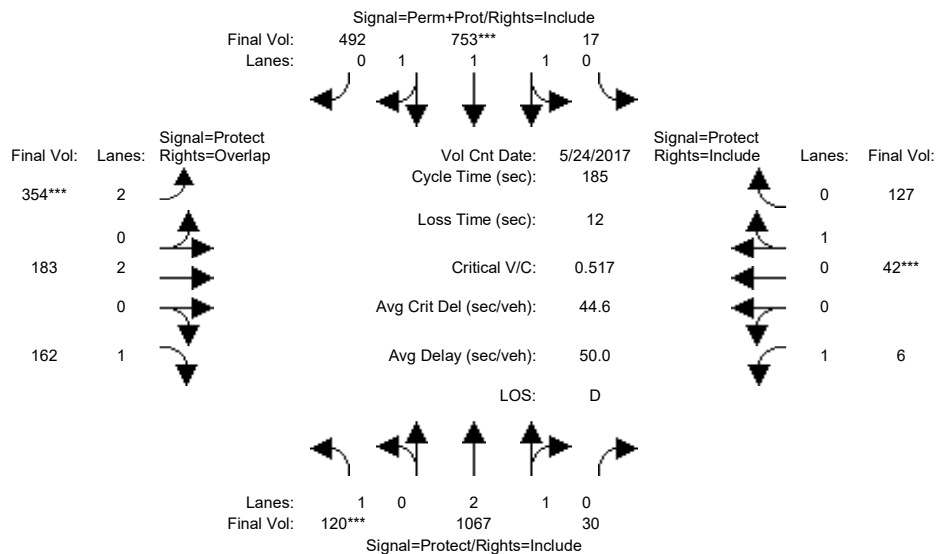 Signal=Perm+Prot/Rights=Include
Final Vol: 492 753*** 17
Lanes: 0 1 1 1 0
Signal=Protect
Final Vol: Lanes: Rights=Overlap
Vol Cnt Date: 5/24/2017
Signal=Protect
Rights=Include Lanes: Final Vol:
Cycle Time (sec): 185
354*** 2
0 127
Loss Time (sec): 12
0
1
183 2
Critical V/C: 0.517
0 42***
0
Avg Crit Del (sec/veh): 44.6
0
162 1
Avg Delay (sec/veh): 50.0
1 6
LOS: D
Lanes: 1 0 2 1 0
Final Vol: 120*** 1067 30
Signal=Protect/Rights=Include